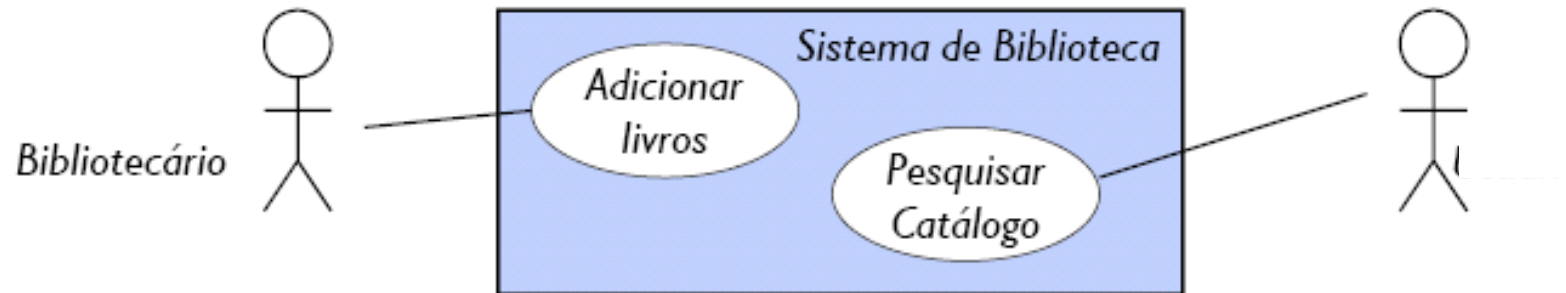 Sistema de Biblioteca
Adicionar
livros
Bibliotecário
Pesquisar
Catálogo